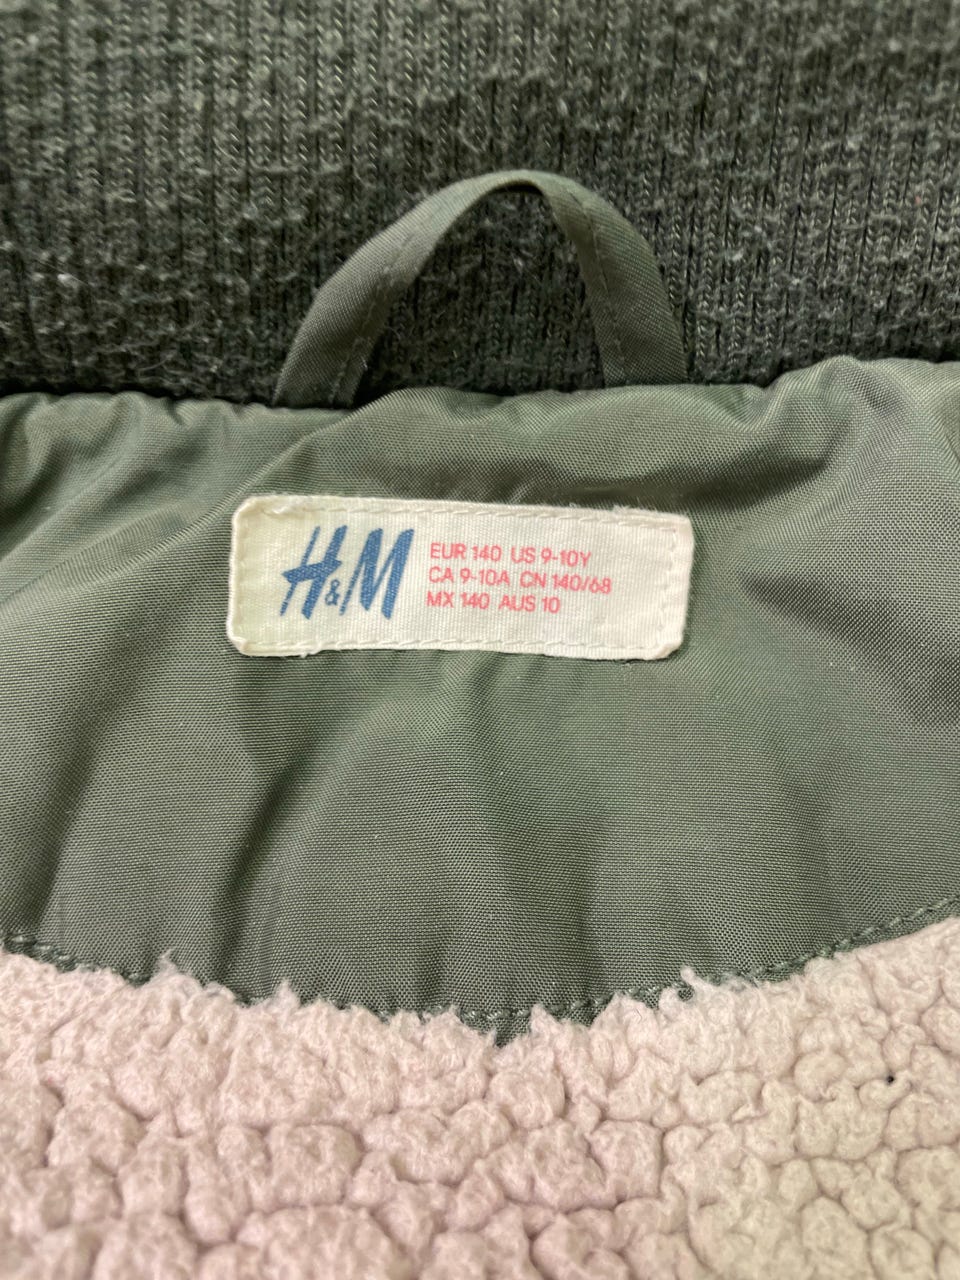 H&M
EUR 140 US 9-10Y
CA 9-10A CN 140/68
MX 140 AUS 10